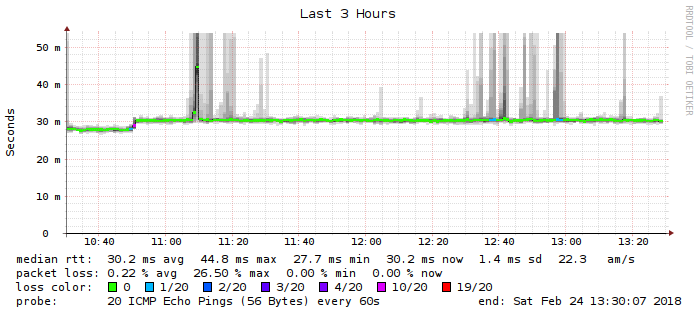 Last 3 Hours
RRDTOOL / TOBI OETIKER
Seconds
50 m
40 m
30 m
20 m
10 m
0
10:40 11:00 11:20 11:40 12:00 12:20 12:40 13:00 13:20
median rtt: 30.2 ms avg 44.8 ms max 27.7 ms min 30.2 ms now 1.4 ms sd 22.3 am/s
packet loss: 0.22 % avg 26.50 % max 0.00 % min 0.00 % now
loss color: 0 1/20 2/20 3/20 4/20 10/20 19/20
probe: 20 ICMP Echo Pings (56 Bytes) every 60s end: Sat Feb 24 13:30:07 2018